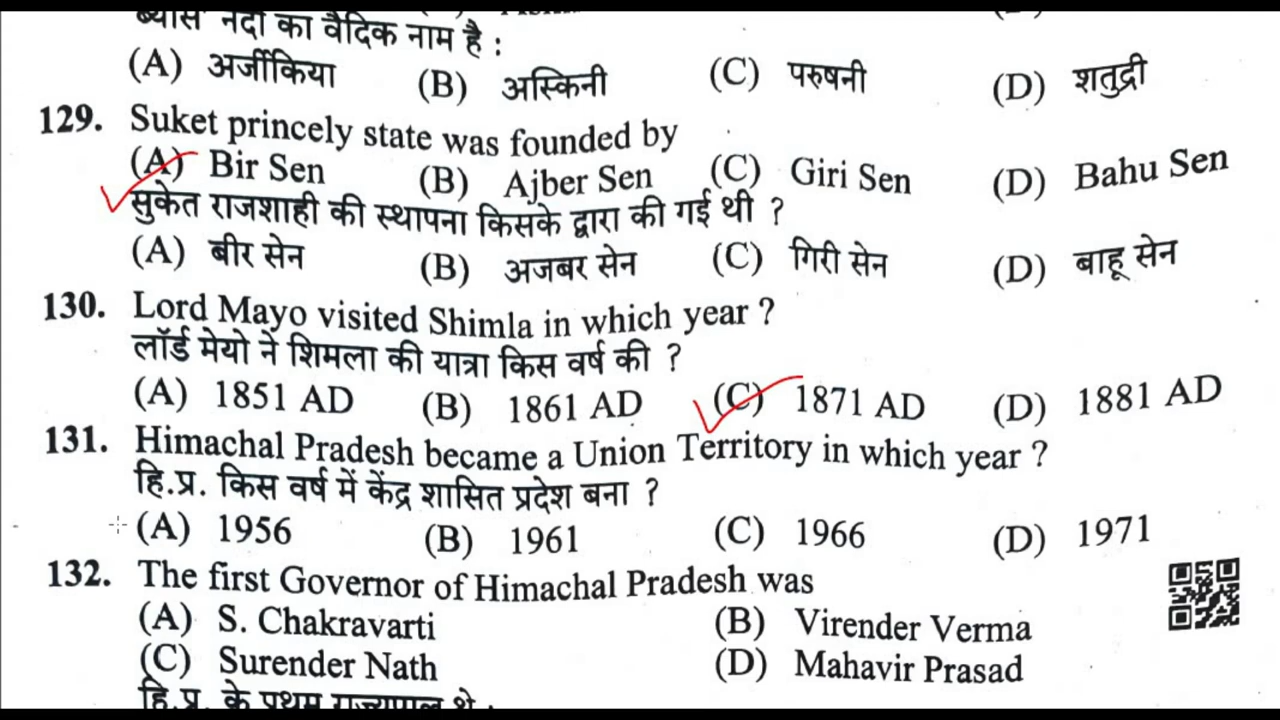 ब्यास नदी का वैदिक नाम है :
(A) अर्जीकिया (B) अस्किनी (C) परुषनी (D) शतुद्री
129. Suket princely state was founded by
(A) Bir Sen (B) Ajber Sen (C) Giri Sen (D) Bahu Sen
सुकेत राजशाही की स्थापना किसके द्वारा की गई थी ?
(A) बीर सेन (B) अजबर सेन (C) गिरी सेन (D) बाहू सेन
130. Lord Mayo visited Shimla in which year ?
लॉर्ड मेयो ने शिमला की यात्रा किस वर्ष की ?
(A) 1851 AD (B) 1861 AD (C) 1871 AD (D) 1881 AD
131. Himachal Pradesh became a Union Territory in which year ?
हि.प्र. किस वर्ष में केंद्र शासित प्रदेश बना ?
(A) 1956 (B) 1961 (C) 1966 (D) 1971
132. The first Governor of Himachal Pradesh was
(A) S. Chakravarti (B) Virender Verma
(C) Surender Nath (D) Mahavir Prasad
हि.प्र. के प्रथम राज्यपाल थे :